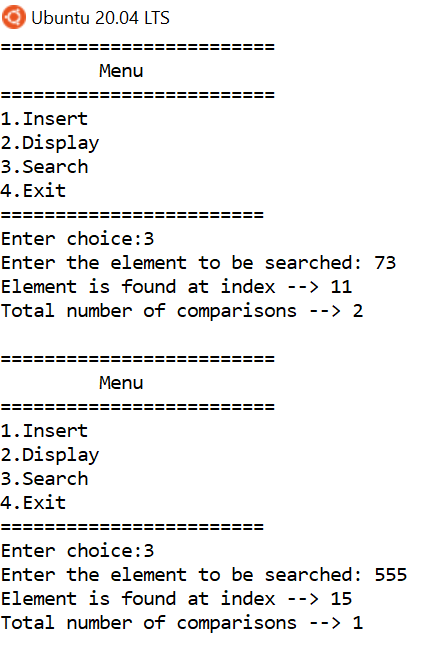 Ubuntu 20.04 LTS
=========================
Menu
=========================
1.Insert
2.Display
3.Search
4.Exit
========================
Enter choice:3
Enter the element to be searched: 73
Element is found at index --> 11
Total number of comparisons --> 2
=========================
Menu
=========================
1.Insert
2.Display
3.Search
4.Exit
========================
Enter choice:3
Enter the element to be searched: 555
Element is found at index --> 15
Total number of comparisons --> 1